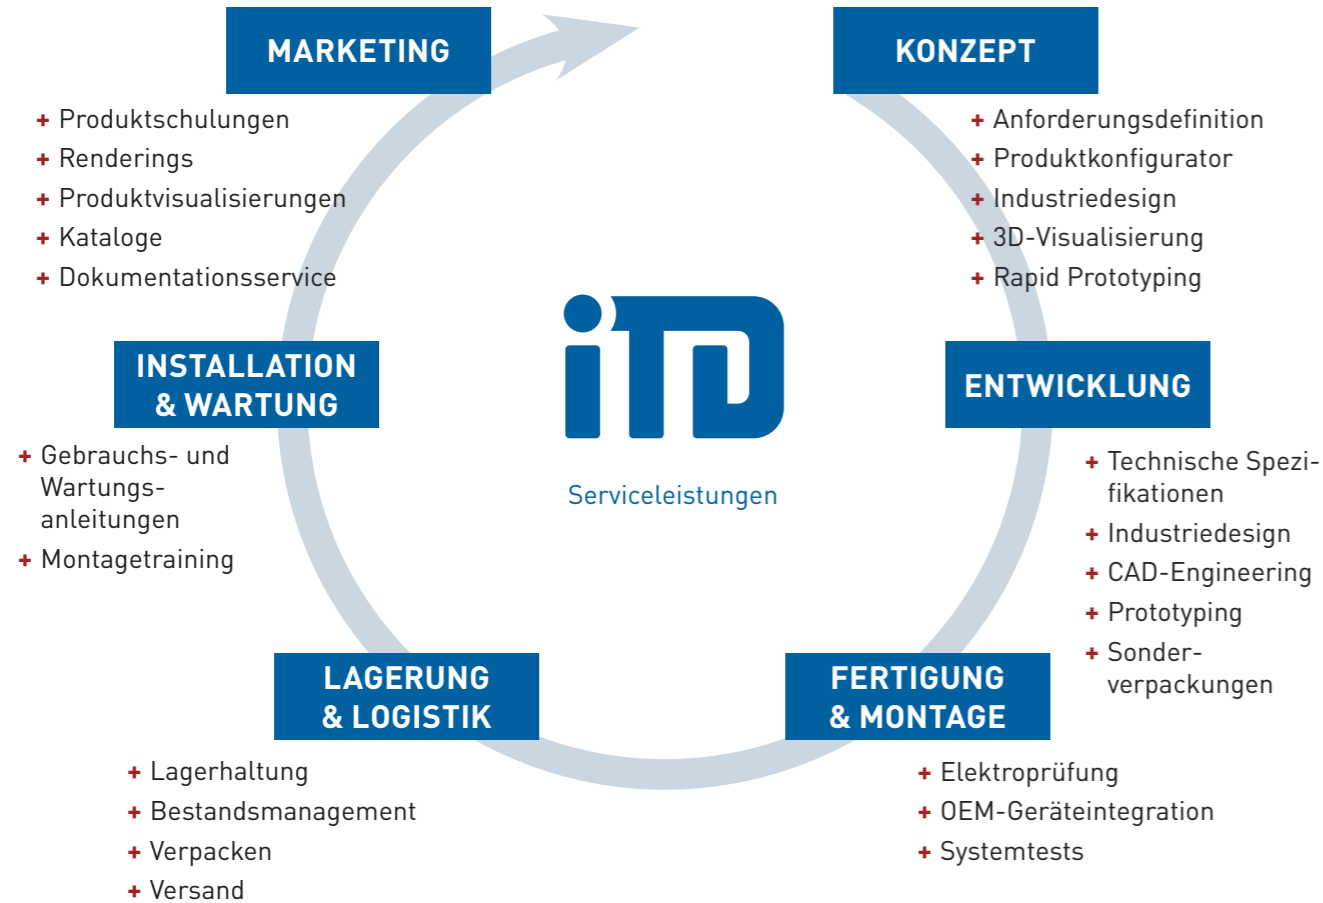 MARKETING
+ Produktschulungen
+ Renderings
+ Produktvisualisierungen
+ Kataloge
+ Dokumentationsservice
KONZEPT
+ Anforderungsdefinition
+ Produktkonfigurator
+ Industriedesign
+ 3D-Visualisierung
+ Rapid Prototyping
iTD
Serviceleistungen
INSTALLATION
& WARTUNG
+ Gebrauchs- und
Wartungs-
anleitungen
+ Montagetraining
ENTWICKLUNG
+ Technische Spezi-
fikationen
+ Industriedesign
+ CAD-Engineering
+ Prototyping
+ Sonder-
verpackungen
LAGERUNG
& LOGISTIK
+ Lagerhaltung
+ Bestandsmanagement
+ Verpacken
+ Versand
FERTIGUNG
& MONTAGE
+ Elektroprüfung
+ OEM-Geräteintegration
+ Systemtests